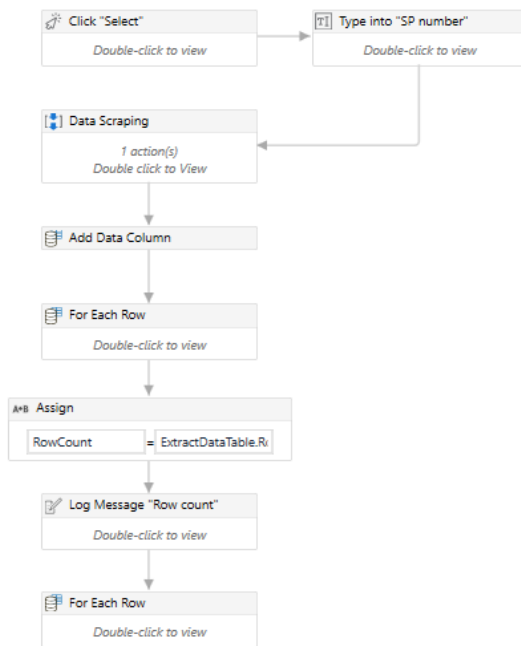 Click "Select"
Double-click to view
TI Type into "SP number"
Double-click to view
Data Scraping
1 action(s)
Double click to View
Add Data Column
For Each Row
Double-click to view
A+B Assign
RowCount = ExtractDataTable.R
Log Message "Row count"
Double-click to view
For Each Row
Double-click to view